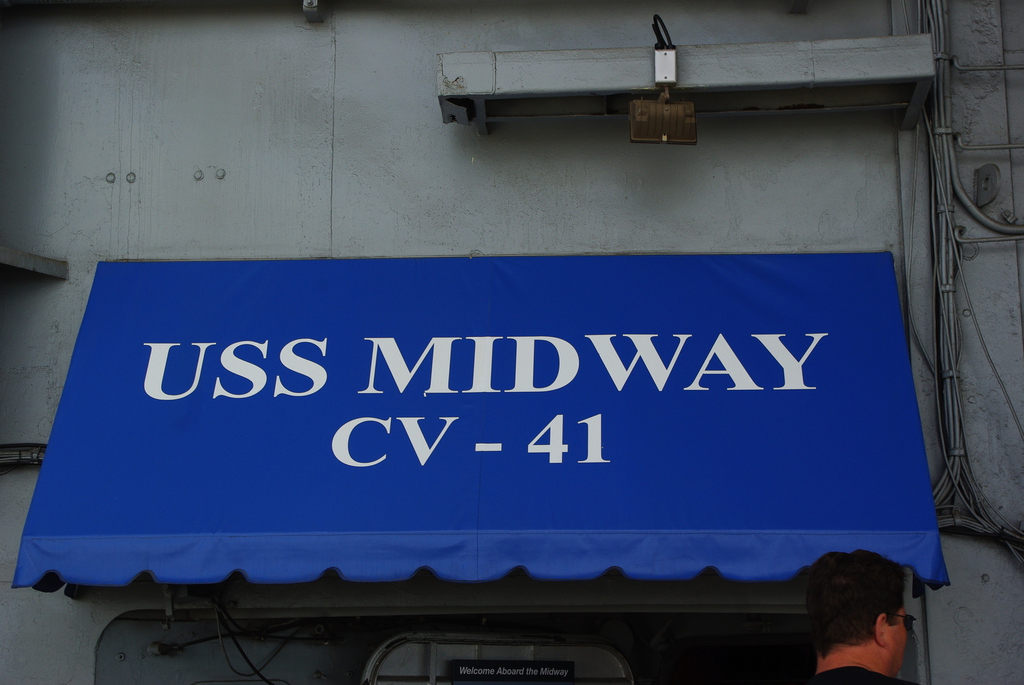 USS MIDWAY
CV - 41
Welcome Aboard the Midway